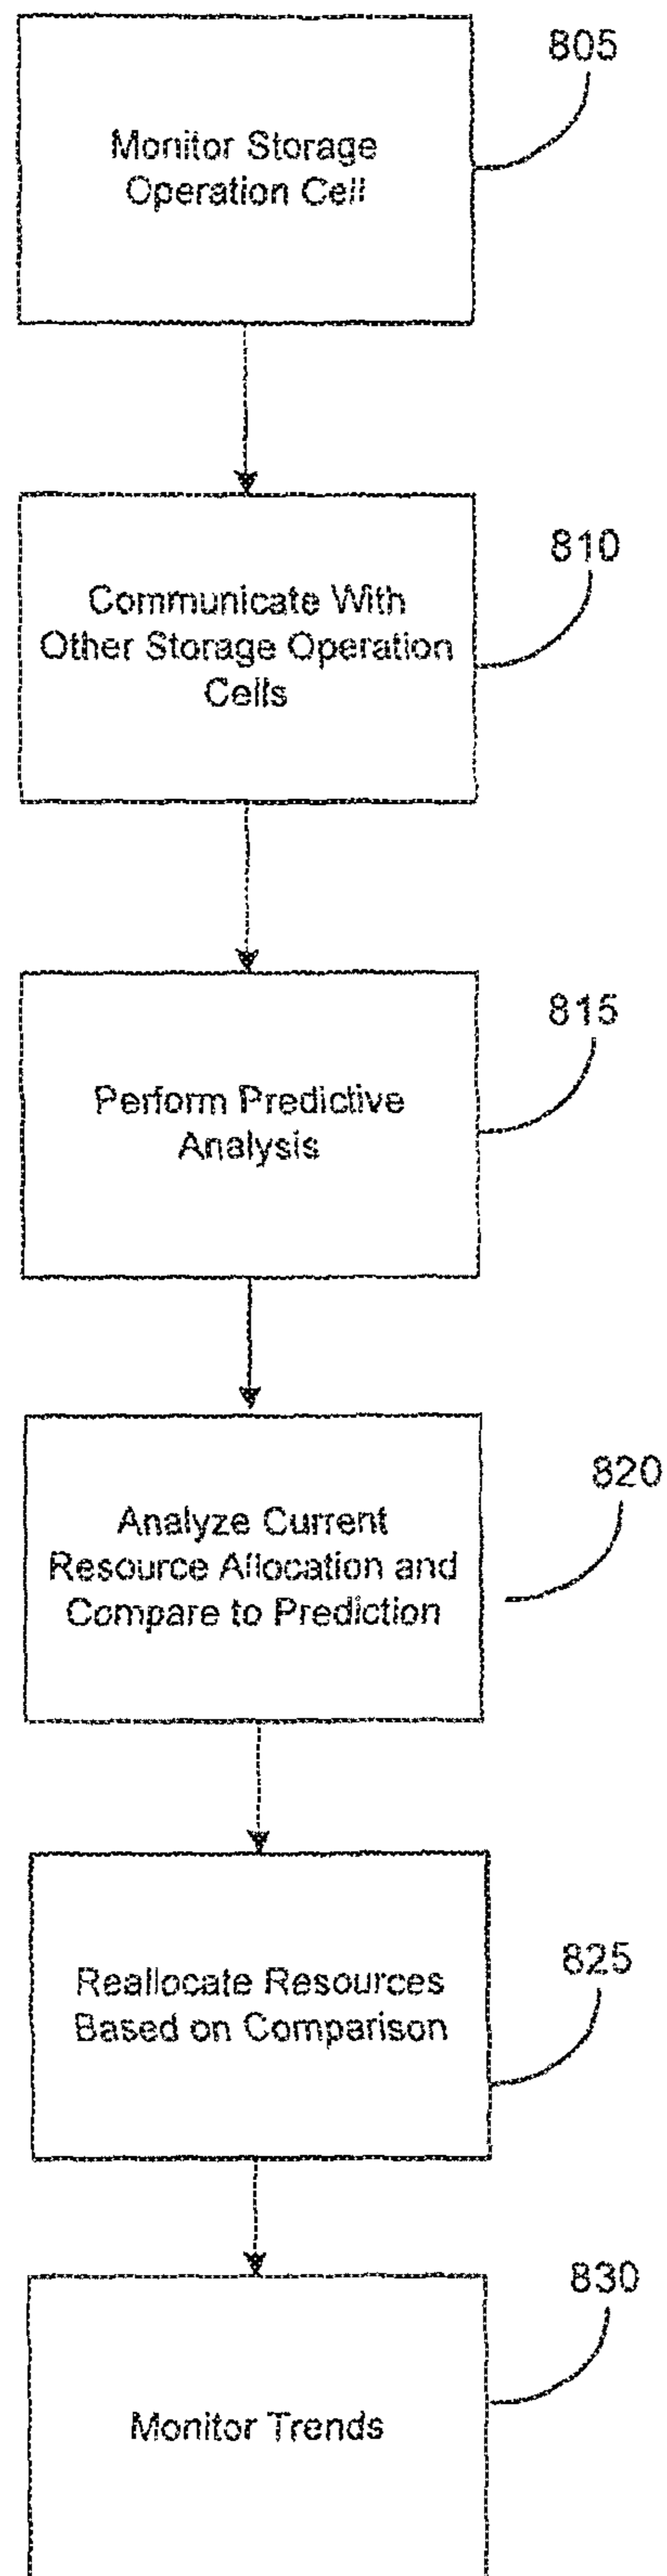 805
Monitor Storage
Operation Cell
810
Communicate With
Other Storage Operation
Cells
815
Perform Predictive
Analysis
820
Analyze Current
Resource Allocation and
Compare to Prediction
825
Reallocate Resources
Based on Comparison
830
Monitor Trends